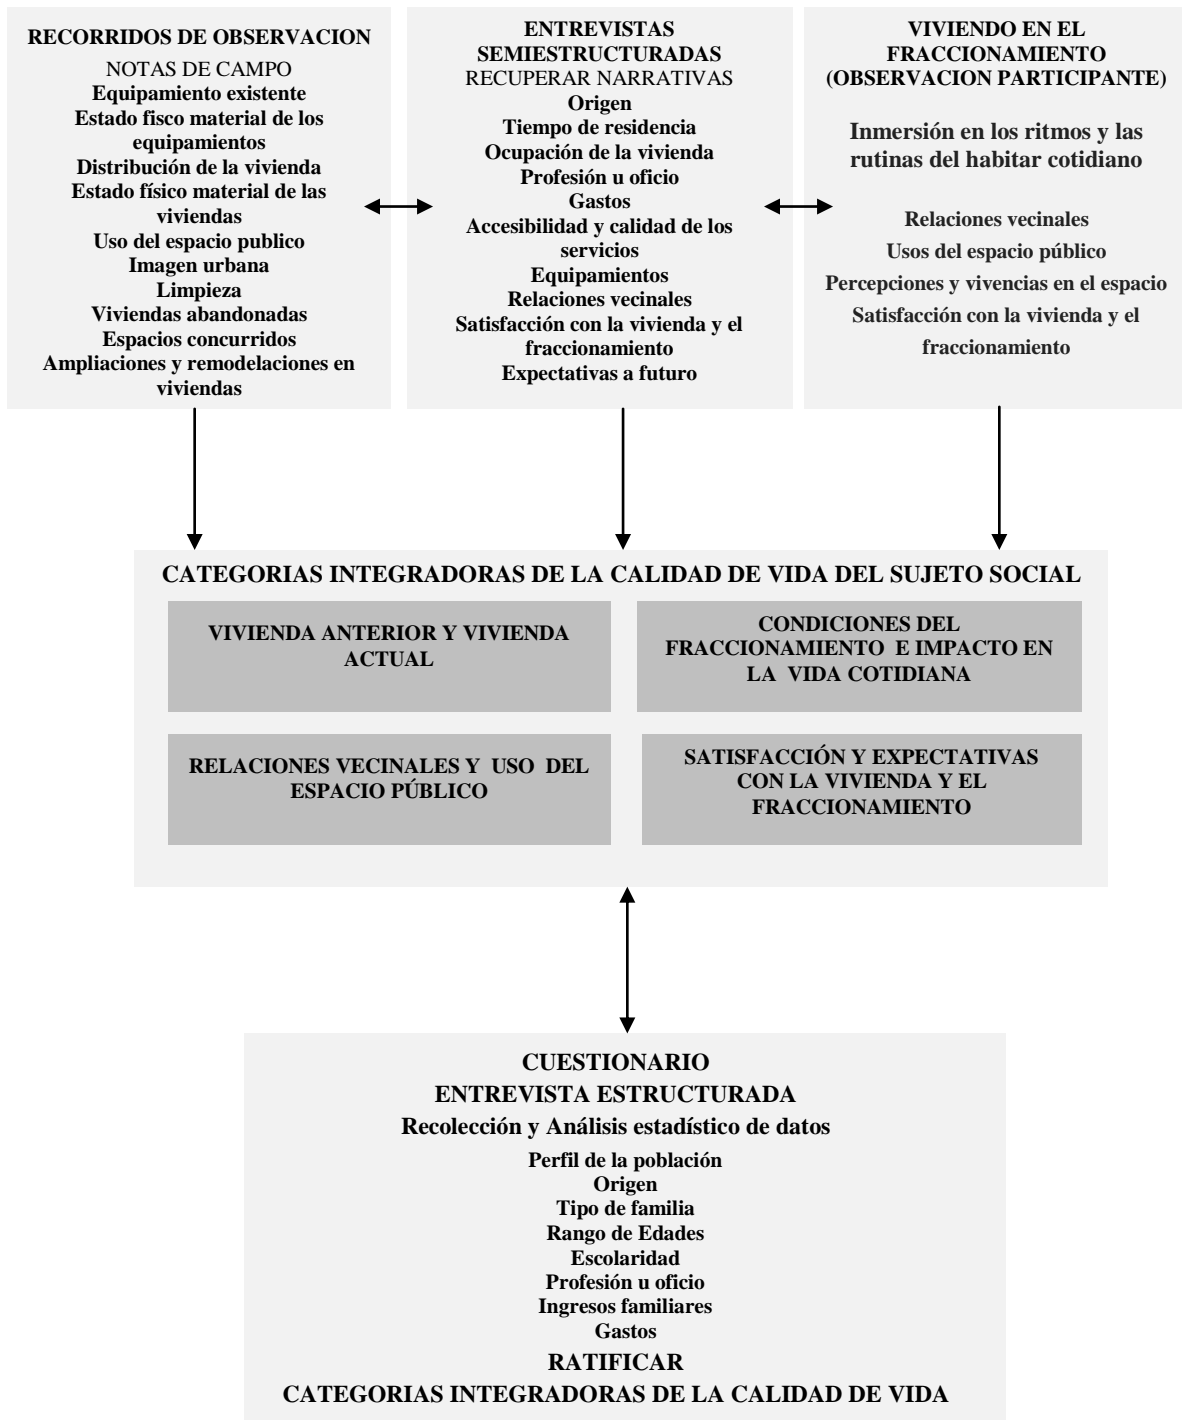 RECORRIDOS DE OBSERVACION
NOTAS DE CAMPO
Equipamiento existente
Estado fisco material de los
equipamientos
Distribución de la vivienda
Estado físico material de las
viviendas
Uso del espacio publico
Imagen urbana
Limpieza
Viviendas abandonadas
Espacios concurridos
Ampliaciones y remodelaciones en
viviendas
ENTREVISTAS
SEMIESTRUCTURADAS
RECUPERAR NARRATIVAS
Origen
Tiempo de residencia
Ocupación de la vivienda
Profesión u oficio
Gastos
Accesibilidad y calidad de los
servicios
Equipamientos
Relaciones vecinales
Satisfacción con la vivienda y el
fraccionamiento
Expectativas a futuro
VIVIENDO EN EL
FRACCIONAMIENTO
(OBSERVACION PARTICIPANTE)
Inmersión en los ritmos y las
rutinas del habitar cotidiano
Relaciones vecinales
Usos del espacio público
Percepciones y vivencias en el espacio
Satisfacción con la vivienda y el
fraccionamiento
CATEGORIAS INTEGRADORAS DE LA CALIDAD DE VIDA DEL SUJETO SOCIAL
VIVIENDA ANTERIOR Y VIVIENDA
ACTUAL
CONDICIONES DEL
FRACCIONAMIENTO E IMPACTO EN
LA VIDA COTIDIANA
RELACIONES VECINALES Y USO DEL
ESPACIO PÚBLICO
SATISFACCIÓN Y EXPECTATIVAS
CON LA VIVIENDA Y EL
FRACCIONAMIENTO
CUESTIONARIO
ENTREVISTA ESTRUCTURADA
Recolección y Análisis estadístico de datos
Perfil de la población
Origen
Tipo de familia
Rango de Edades
Escolaridad
Profesión u oficio
Ingresos familiares
Gastos
RATIFICAR
CATEGORIAS INTEGRADORAS DE LA CALIDAD DE VIDA